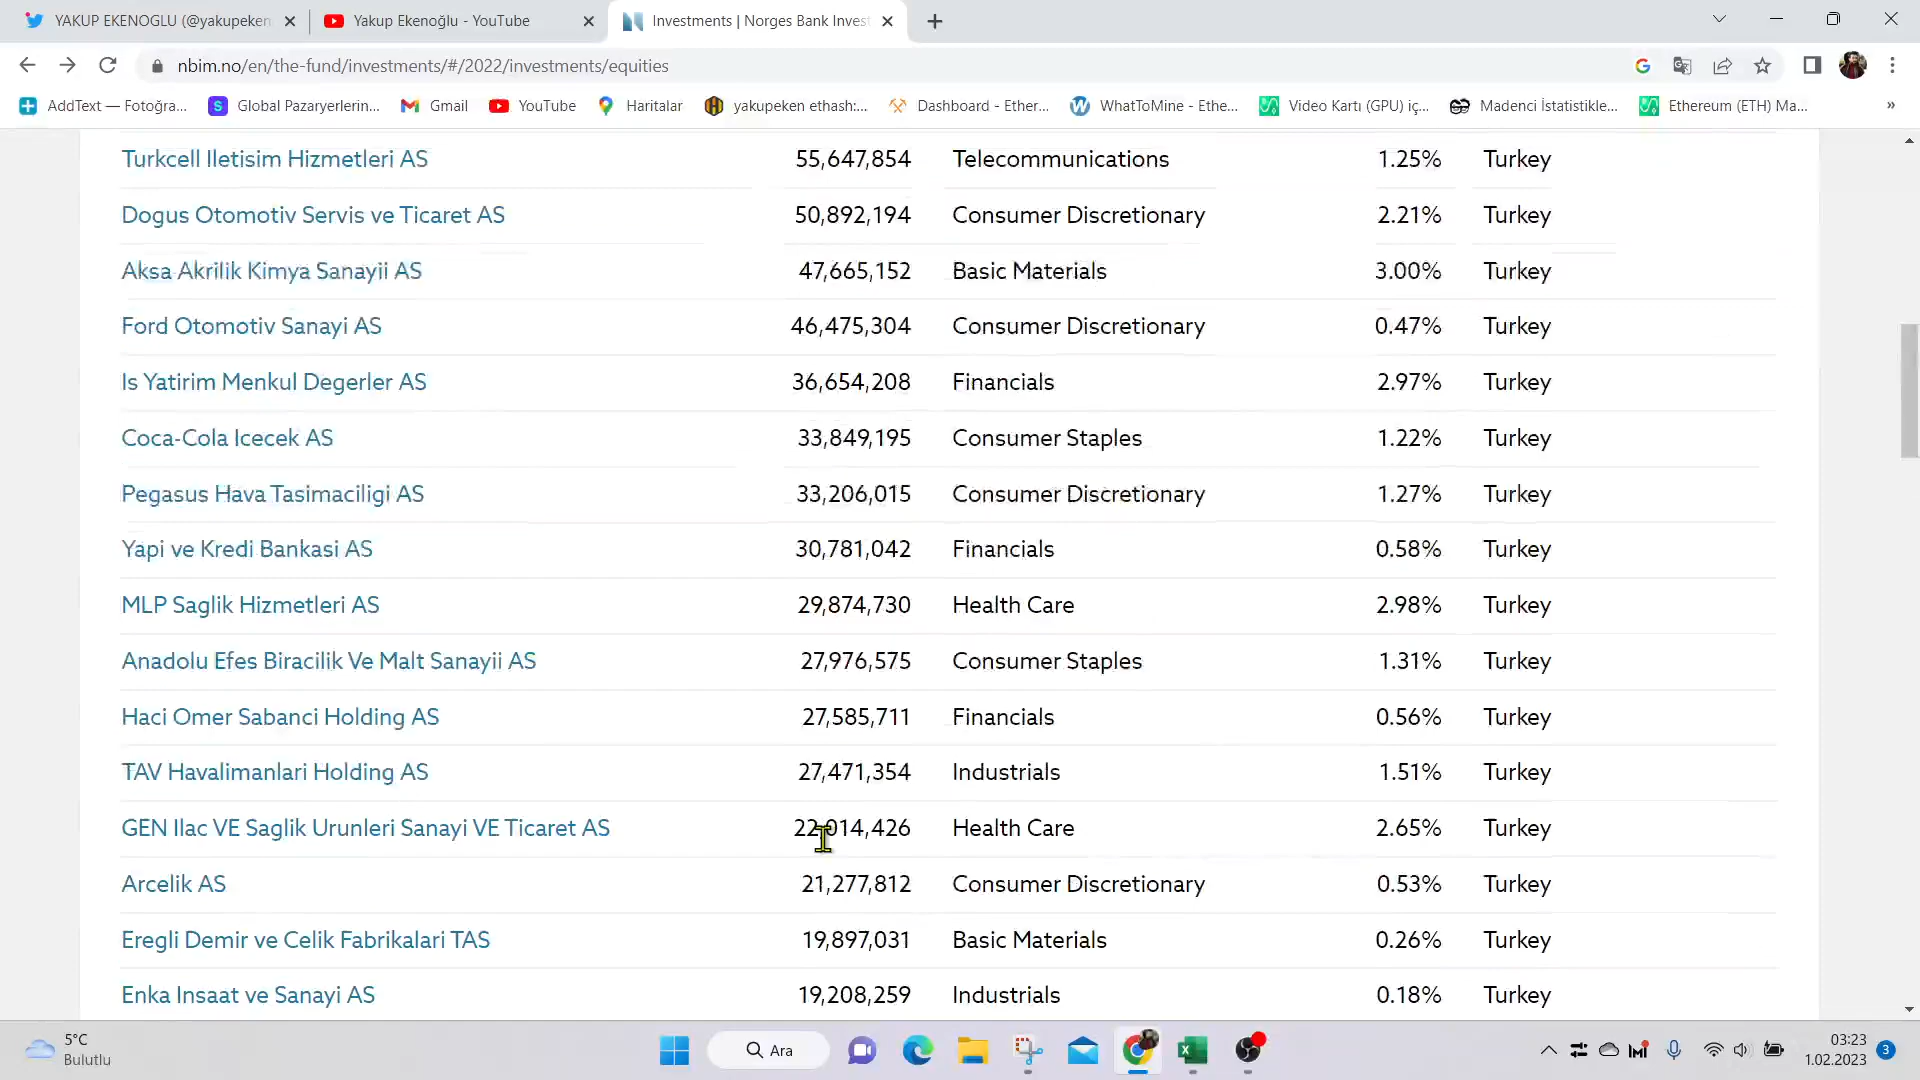 YAKUP EKENOGLU (@yakupeken
Yakup Ekenoğlu - YouTube
Investments | Norges Bank Invest
nbim.no/en/the-fund/investments/#/2022/investments/equities
AddText — Fotoğra...
Global Pazaryerlerin...
Gmail
YouTube
Haritalar
yakupeken ethash:...
Dashboard - Ether...
WhatToMine - Ethe...
Video Kartı (GPU) iç...
Madenci İstatistikle...
Ethereum (ETH) Ma...
»
Turkcell Iletisim Hizmetleri AS 55,647,854 Telecommunications 1.25% Turkey
Dogus Otomotiv Servis ve Ticaret AS 50,892,194 Consumer Discretionary 2.21% Turkey
Aksa Akrilik Kimya Sanayii AS 47,665,152 Basic Materials 3.00% Turkey
Ford Otomotiv Sanayi AS 46,475,304 Consumer Discretionary 0.47% Turkey
Is Yatirim Menkul Degerler AS 36,654,208 Financials 2.97% Turkey
Coca-Cola Icecek AS 33,849,195 Consumer Staples 1.22% Turkey
Pegasus Hava Tasimaciligi AS 33,206,015 Consumer Discretionary 1.27% Turkey
Yapi ve Kredi Bankasi AS 30,781,042 Financials 0.58% Turkey
MLP Saglik Hizmetleri AS 29,874,730 Health Care 2.98% Turkey
Anadolu Efes Biracilik Ve Malt Sanayii AS 27,976,575 Consumer Staples 1.31% Turkey
Haci Omer Sabanci Holding AS 27,585,711 Financials 0.56% Turkey
TAV Havalimanlari Holding AS 27,471,354 Industrials 1.51% Turkey
GEN Ilac VE Saglik Urunleri Sanayi VE Ticaret AS 22,014,426 Health Care 2.65% Turkey
Arcelik AS 21,277,812 Consumer Discretionary 0.53% Turkey
Eregli Demir ve Celik Fabrikalari TAS 19,897,031 Basic Materials 0.26% Turkey
Enka Insaat ve Sanayi AS 19,208,259 Industrials 0.18% Turkey
5°C
Bulutlu
Ara
03:23
1.02.2023
3